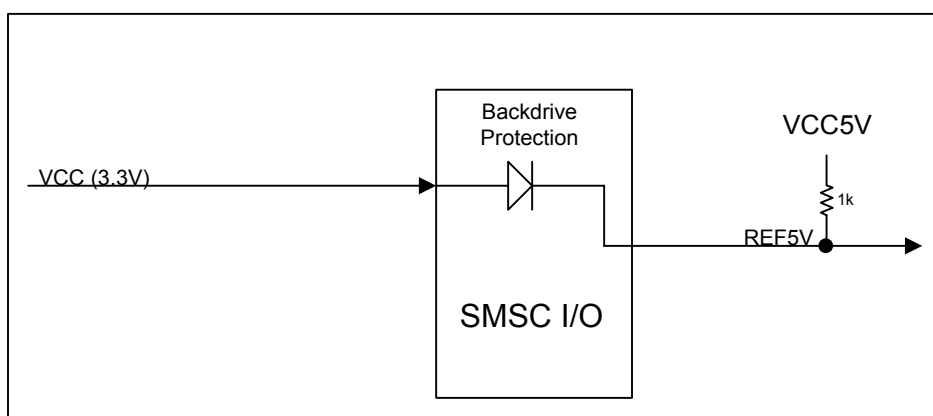 Backdrive
Protection
VCC5V
VCC (3.3V)
1k
REF5V
SMSC I/O